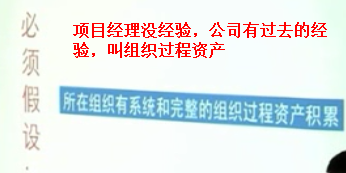 必须假设：
项目经理没经验，公司有过去的经
验，叫组织过程资产
所在组织有系统和完整的组织过程资产积累